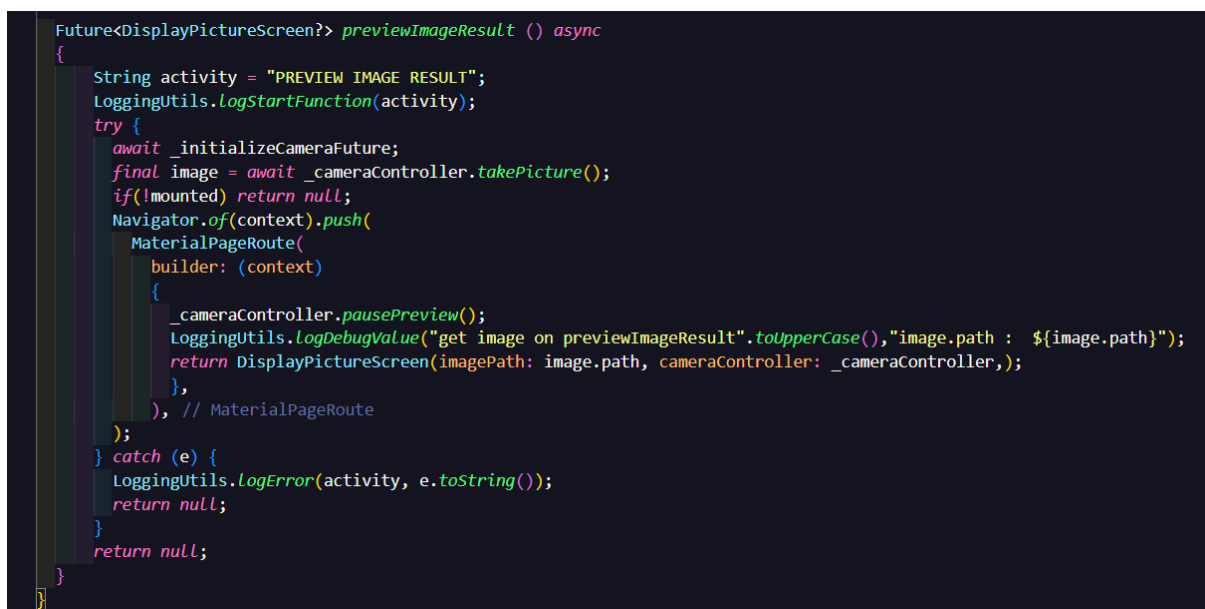 Future<DisplayPictureScreen?> previewImageResult () async
{
String activity = "PREVIEW IMAGE RESULT";
LoggingUtils.logStartFunction(activity);
try {
await _initializeCameraFuture;
final image = await _cameraController.takePicture();
if(!mounted) return null;
Navigator.of(context).push(
MaterialPageRoute(
builder: (context)
{
_cameraController.pausePreview();
LoggingUtils.logDebugValue("get image on previewImageResult".toUpperCase(),"image.path :  ${image.path}");
return DisplayPictureScreen(imagePath: image.path, cameraController: _cameraController,);
},
), // MaterialPageRoute
);
} catch (e) {
LoggingUtils.logError(activity, e.toString());
return null;
}
return null;
}
}